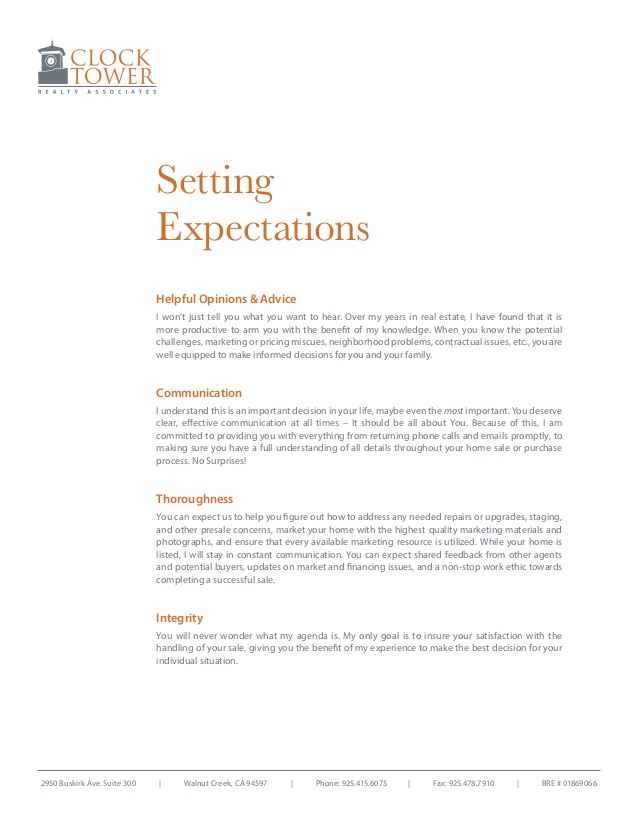 CLOCK
TOWER
REALTY ASSOCIATES
Setting
Expectations
Helpful Opinions & Advice
I won't just tell you what you want to hear. Over my years in real estate, I have found that it is
more productive to arm you with the benefit of my knowledge. When you know the potential
challenges, marketing or pricing miscues, neighborhood problems, contractual issues, etc., you are
well equipped to make informed decisions for you and your family.
Communication
I understand this is an important decision in your life, maybe even the most important. You deserve
clear, effective communication at all times – It should be all about You. Because of this, I am
committed to providing you with everything from returning phone calls and emails promptly, to
making sure you have a full understanding of all details throughout your home sale or purchase
process. No Surprises!
Thoroughness
You can expect us to help you figure out how to address any needed repairs or upgrades, staging,
and other presale concerns, market your home with the highest quality marketing materials and
photographs, and ensure that every available marketing resource is utilized. While your home is
listed, I will stay in constant communication. You can expect shared feedback from other agents
and potential buyers, updates on market and financing issues, and a non-stop work ethic towards
completing a successful sale.
Integrity
You will never wonder what my agenda is. My only goal is to insure your satisfaction with the
handling of your sale, giving you the benefit of my experience to make the best decision for your
individual situation.
2950 Buskirk Ave. Suite 300 | Walnut Creek, CA 94597 | Phone: 925.415.6075 | Fax: 925.478.7910 | BRE # 01869066